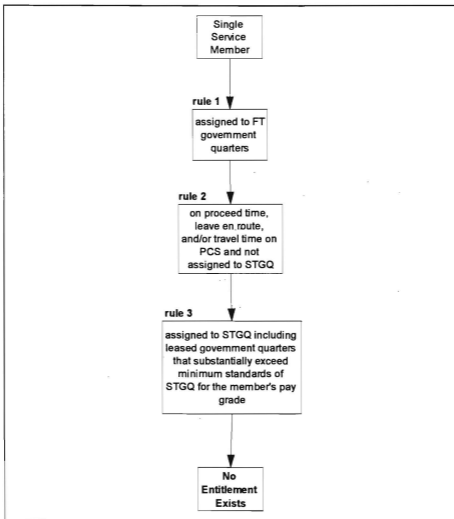 Single
Service
Member
rule 1
assigned to FT
government
quarters
rule 2
on proceed time,
leave en route,
and/or travel time on
PCS and not
assigned to STGQ
rule 3
assigned to STGQ including
leased government quarters
that substantially exceed
minimum standards of
STGQ for the member's pay
grade
No
Entitlement
Exists